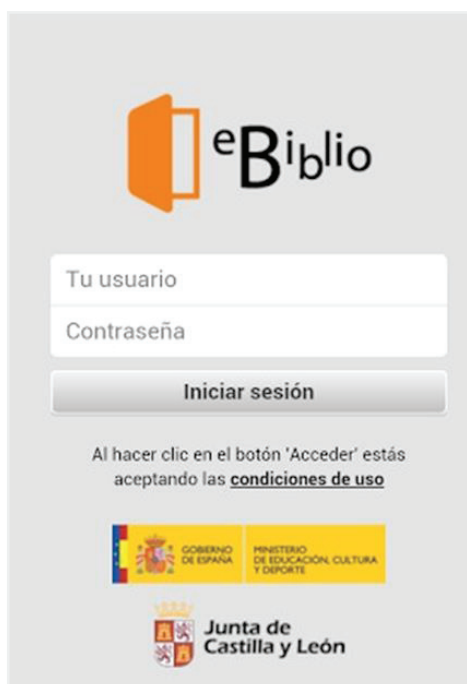 eBiblio
Tu usuario
Contraseña
Iniciar sesión
Al hacer clic en el botón 'Acceder' estás
aceptando las condiciones de uso
GOBIERNO
DE ESPAÑA
MINISTERIO
DE EDUCACIÓN, CULTURA
Y DEPORTE
Junta de
Castilla y León